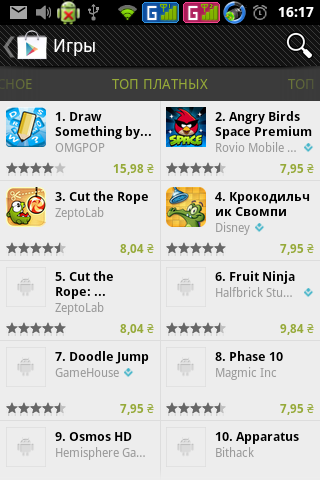 16:17
Игры
СНОЕ ТОП ПЛАТНЫХ ТОП
1. Draw
Something by...
OMGPOP
15,98 ₴
2. Angry Birds
Space Premium
Rovio Mobile ...
7,95 ₴
3. Cut the Rope
ZeptoLab
8,04 ₴
4. Крокодильч
ик Свомпи
Disney
7,95 ₴
5. Cut the
Rope: ...
ZeptoLab
8,04 ₴
6. Fruit Ninja
Halfbrick Stu...
9,84 ₴
7. Doodle Jump
GameHouse
7,95 ₴
8. Phase 10
Magmic Inc
7,95 ₴
9. Osmos HD
Hemisphere Ga...
10. Apparatus
Bithack